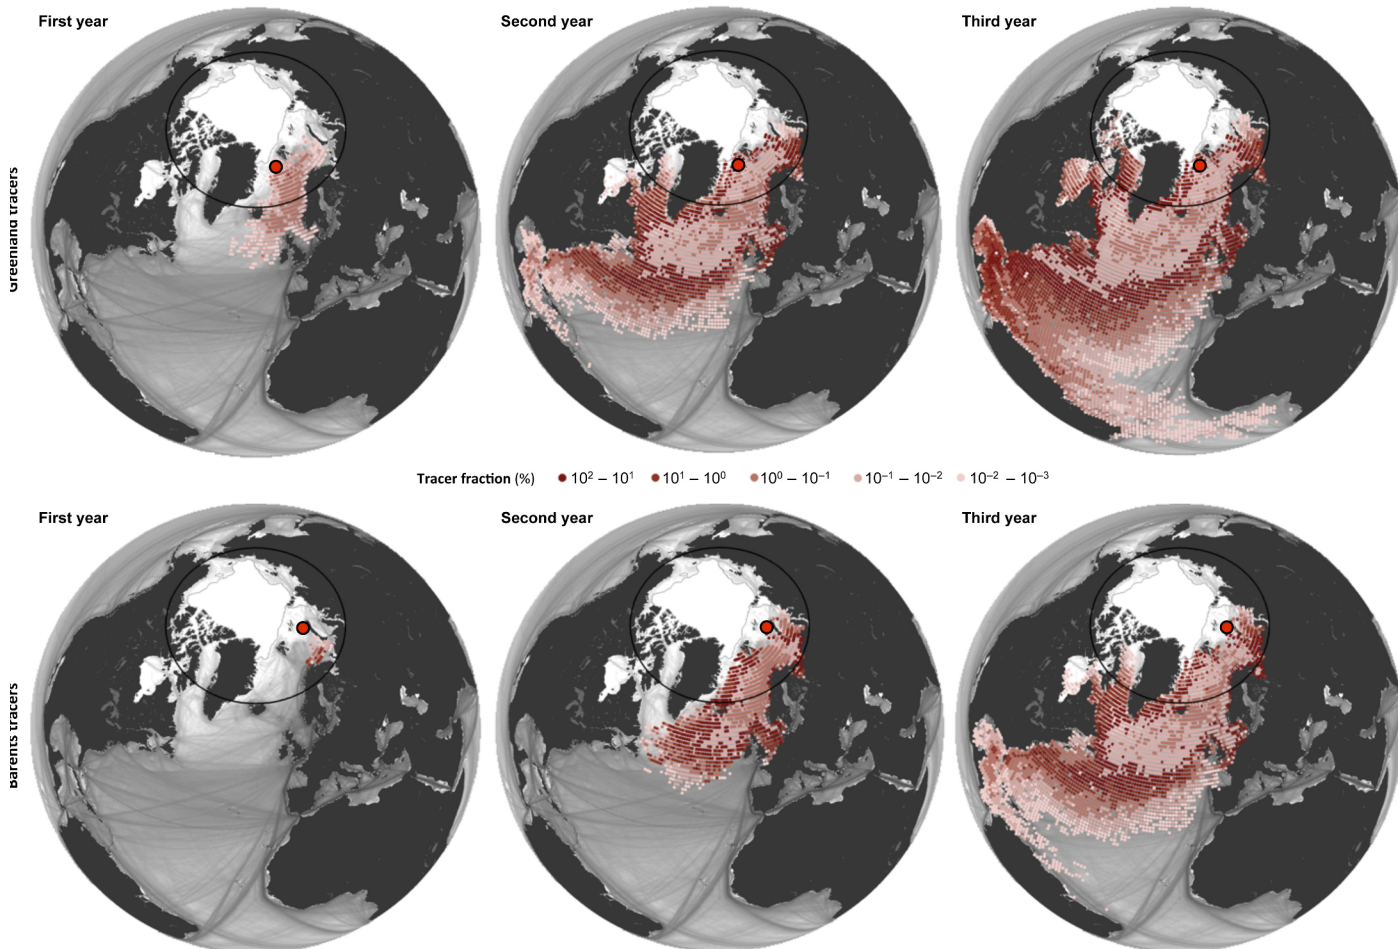 First year
Second year
Third year
Greenland tracers
Tracer fraction (%)
10² – 10¹
10¹ – 10⁰
10⁰ – 10⁻¹
10⁻¹ – 10⁻²
10⁻² – 10⁻³
First year
Second year
Third year
Barents tracers